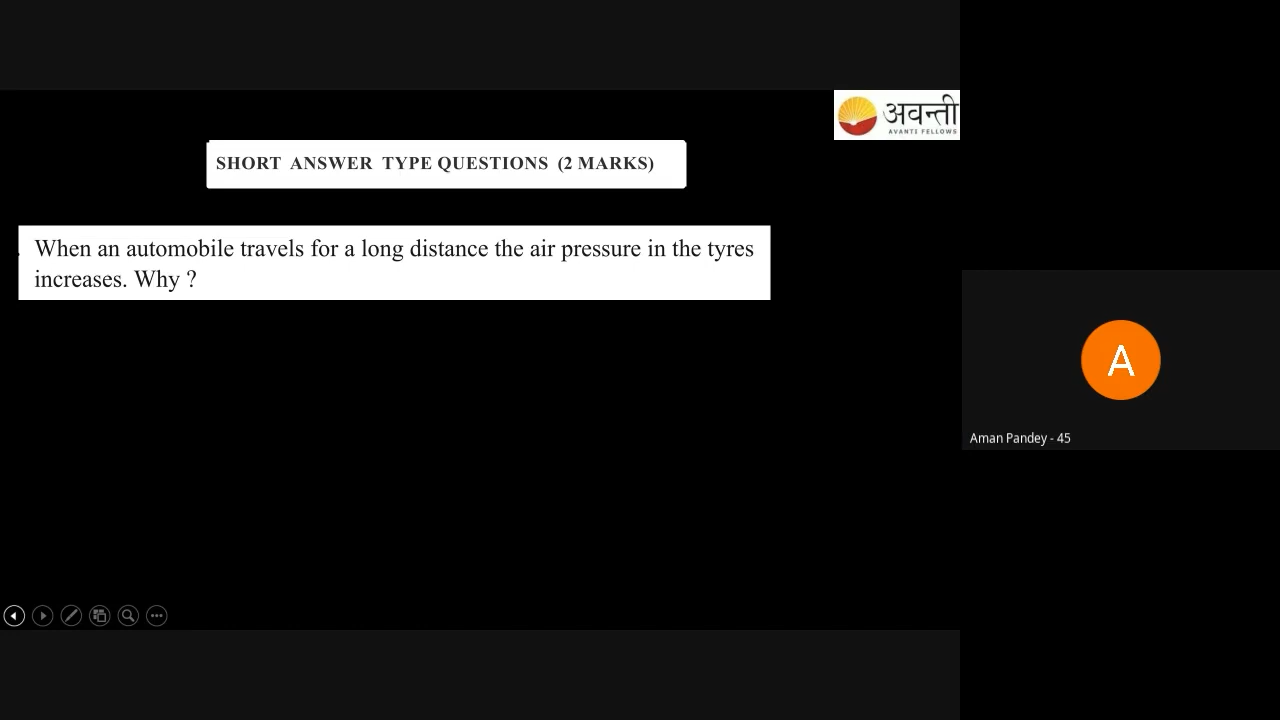 अवन्ती
AVANTI FELLOWS
SHORT ANSWER TYPE QUESTIONS (2 MARKS)
When an automobile travels for a long distance the air pressure in the tyres
increases. Why ?
A
Aman Pandey - 45